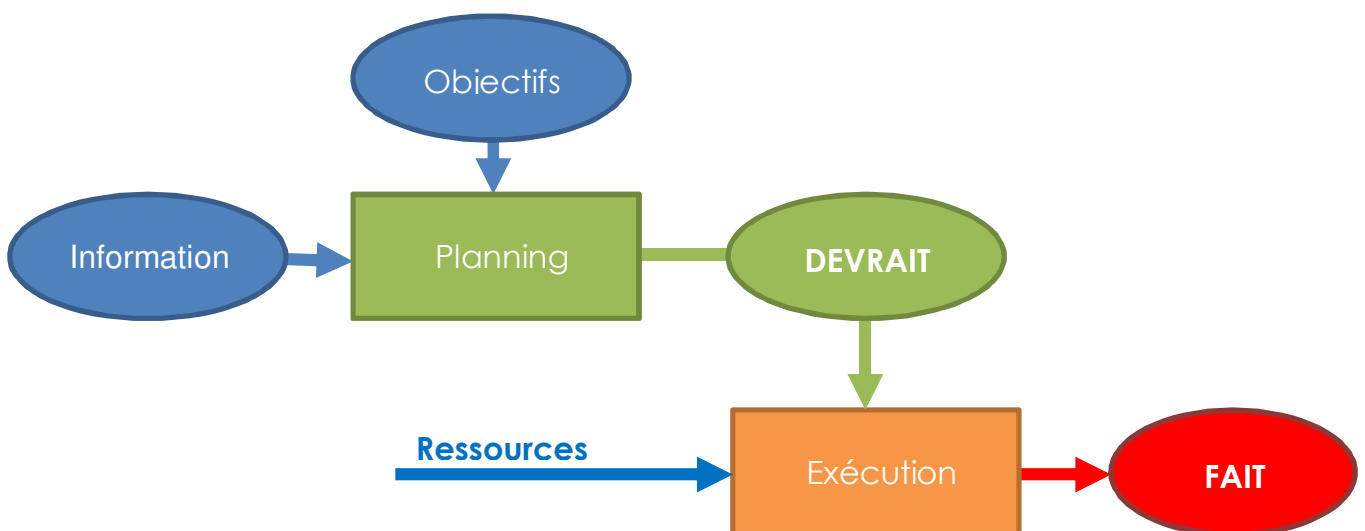 Objectifs
Information
Planning
DEVRAIT
Ressources
Exécution
FAIT